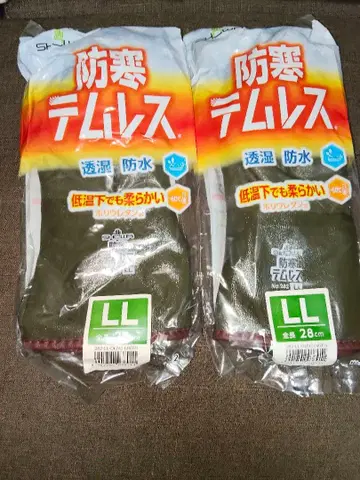 防寒
テムレス
透湿 防水
低温下でも柔らかい
ポリウレタン
防寒
テムレス
LL
防寒
テムレス
透湿 防水
低温下でも柔らかい
ポリウレタン
SHOWA
防寒
テムレス
LL
全長 28cm